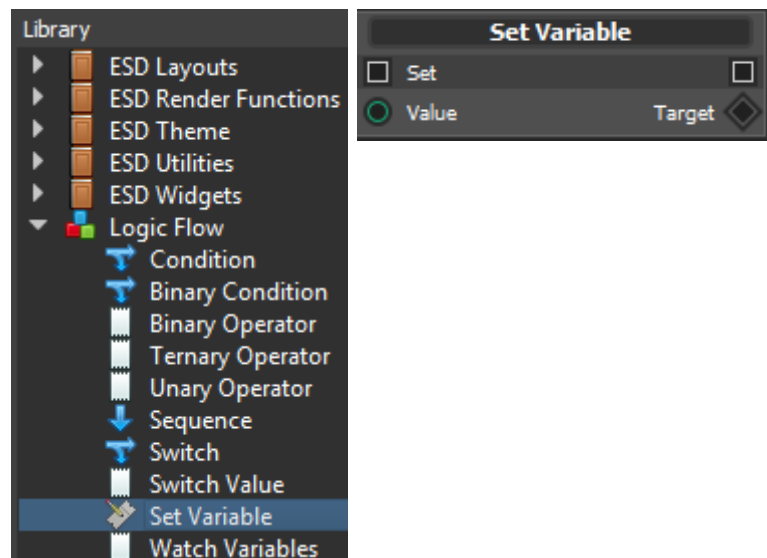 Library
ESD Layouts
ESD Render Functions
ESD Theme
ESD Utilities
ESD Widgets
Logic Flow
Condition
Binary Condition
Binary Operator
Ternary Operator
Unary Operator
Sequence
Switch
Switch Value
Set Variable
Watch Variables
Set Variable
Set
Value Target